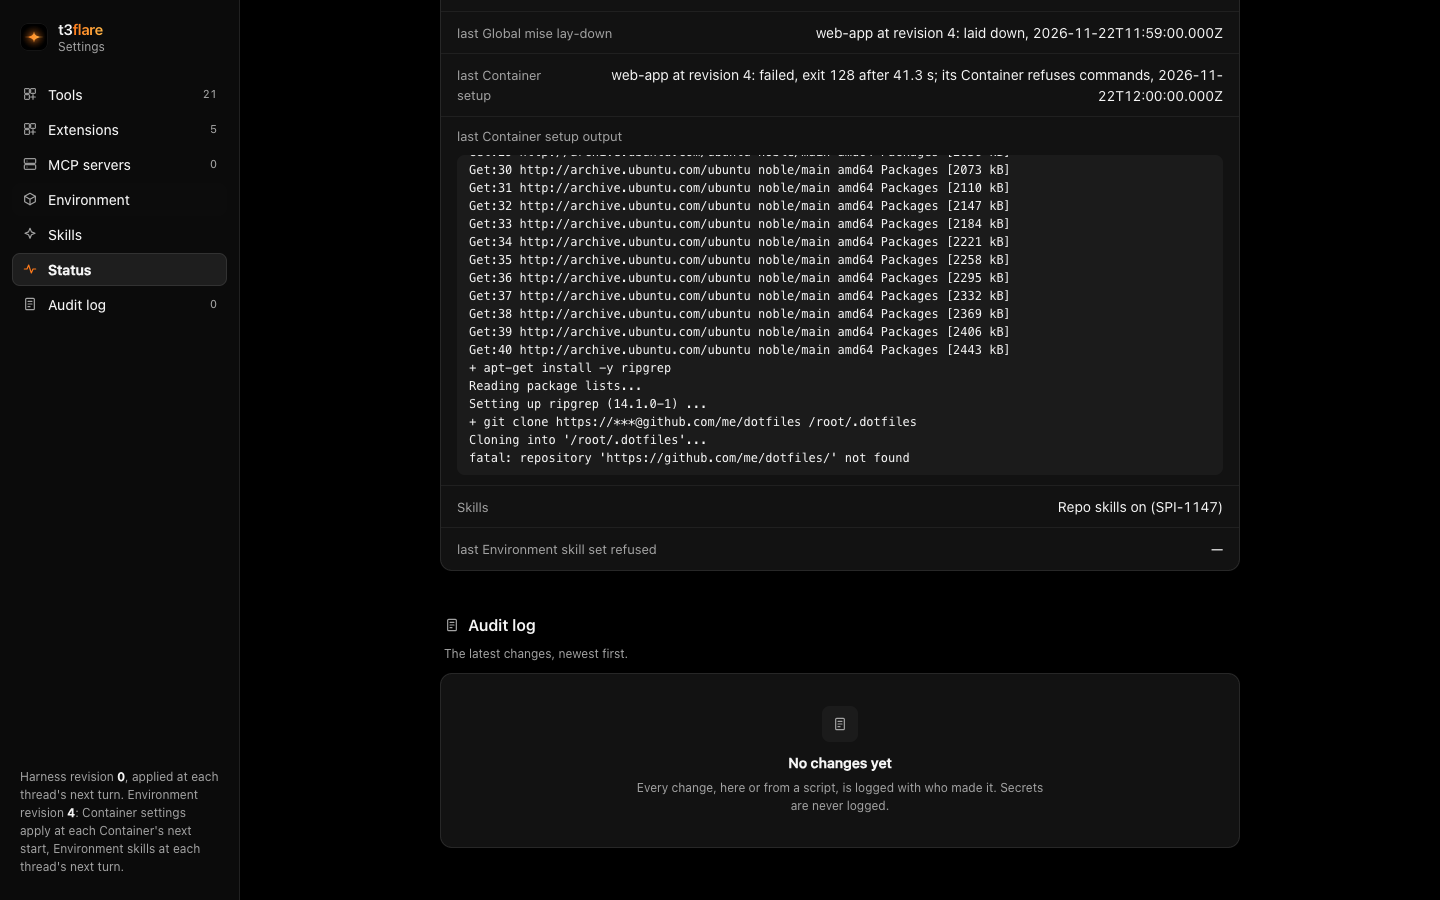 t3flare
Settings
Tools 21
Extensions 5
MCP servers 0
Environment
Skills
Status
Audit log 0
Harness revision 0, applied at each
thread's next turn. Environment
revision 4: Container settings
apply at each Container's next
start, Environment skills at each
thread's next turn.
last Global mise lay-down web-app at revision 4: laid down, 2026-11-22T11:59:00.000Z
last Container setup web-app at revision 4: failed, exit 128 after 41.3 s; its Container refuses commands, 2026-11-
22T12:00:00.000Z
last Container setup output
Get:30 http://archive.ubuntu.com/ubuntu noble/main amd64 Packages [2073 kB]
Get:31 http://archive.ubuntu.com/ubuntu noble/main amd64 Packages [2110 kB]
Get:32 http://archive.ubuntu.com/ubuntu noble/main amd64 Packages [2147 kB]
Get:33 http://archive.ubuntu.com/ubuntu noble/main amd64 Packages [2184 kB]
Get:34 http://archive.ubuntu.com/ubuntu noble/main amd64 Packages [2221 kB]
Get:35 http://archive.ubuntu.com/ubuntu noble/main amd64 Packages [2258 kB]
Get:36 http://archive.ubuntu.com/ubuntu noble/main amd64 Packages [2295 kB]
Get:37 http://archive.ubuntu.com/ubuntu noble/main amd64 Packages [2332 kB]
Get:38 http://archive.ubuntu.com/ubuntu noble/main amd64 Packages [2369 kB]
Get:39 http://archive.ubuntu.com/ubuntu noble/main amd64 Packages [2406 kB]
Get:40 http://archive.ubuntu.com/ubuntu noble/main amd64 Packages [2443 kB]
+ apt-get install -y ripgrep
Reading package lists...
Setting up ripgrep (14.1.0-1) ...
+ git clone https://***@github.com/me/dotfiles /root/.dotfiles
Cloning into '/root/.dotfiles'...
fatal: repository 'https://github.com/me/dotfiles/' not found
Skills Repo skills on (SPI-1147)
last Environment skill set refused —
Audit log
The latest changes, newest first.
No changes yet
Every change, here or from a script, is logged with who made it. Secrets
are never logged.